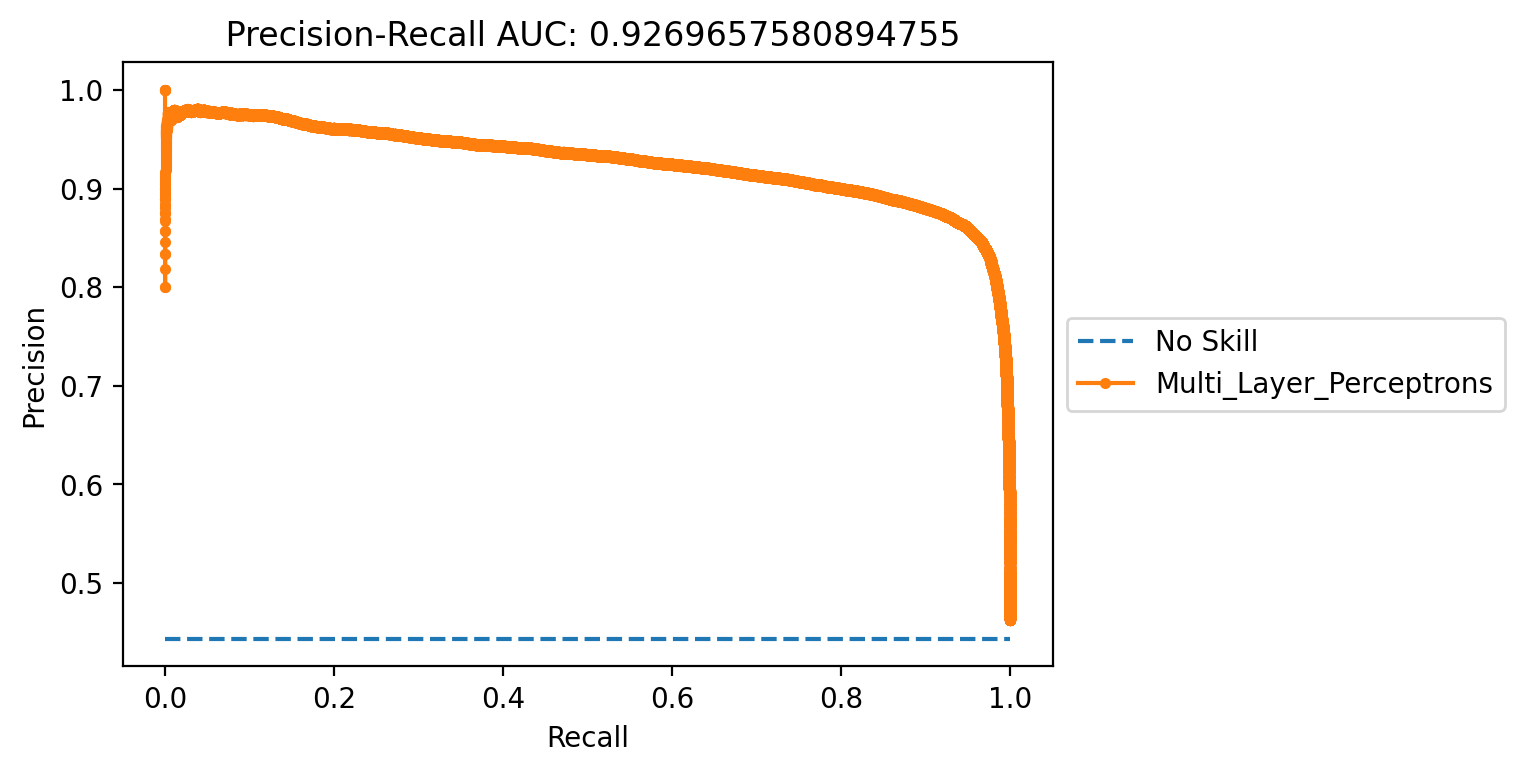 Precision-Recall AUC: 0.9269657580894755
1.0
0.9
0.8
0.7
0.6
0.5
Precision
0.0 0.2 0.4 0.6 0.8 1.0
Recall
No Skill
Multi_Layer_Perceptrons